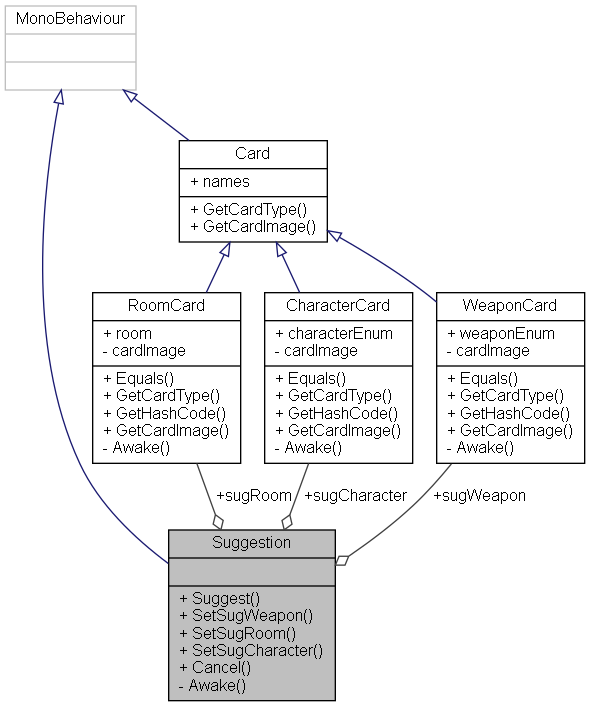 MonoBehaviour
Card
+ names
+ GetCardType()
+ GetCardImage()
RoomCard
+ room
- cardImage
+ Equals()
+ GetCardType()
+ GetHashCode()
+ GetCardImage()
- Awake()
CharacterCard
+ characterEnum
- cardImage
+ Equals()
+ GetCardType()
+ GetHashCode()
+ GetCardImage()
- Awake()
WeaponCard
+ weaponEnum
- cardImage
+ Equals()
+ GetCardType()
+ GetHashCode()
+ GetCardImage()
- Awake()
+sugRoom
+sugCharacter
+sugWeapon
Suggestion
+ Suggest()
+ SetSugWeapon()
+ SetSugRoom()
+ SetSugCharacter()
+ Cancel()
- Awake()